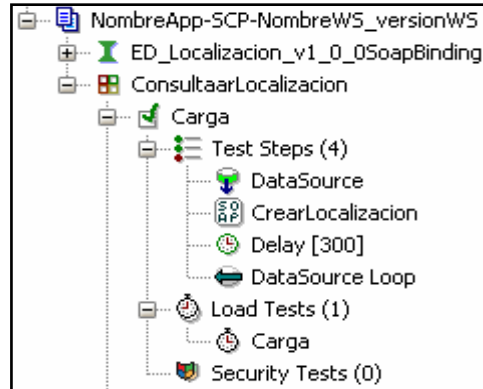 NombreApp-SCP-NombreWS_versionWS
ED_Localizacion_v1_0_0SoapBinding
ConsultaarLocalizacion
Carga
Test Steps (4)
DataSource
SOAP CrearLocalizacion
Delay [300]
DataSource Loop
Load Tests (1)
Carga
Security Tests (0)